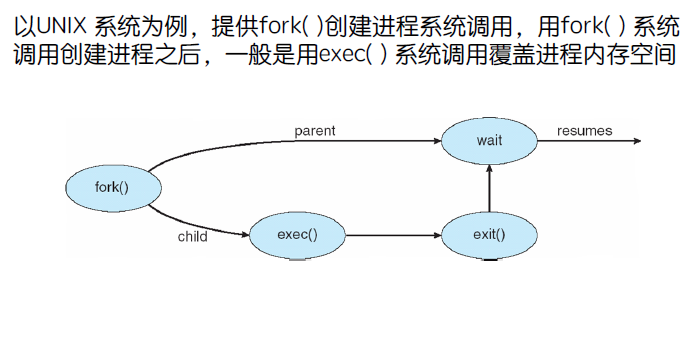 以UNIX 系统为例，提供fork( )创建进程系统调用，用fork( ) 系统
调用创建进程之后，一般是用exec( ) 系统调用覆盖进程内存空间
parent
wait
resumes
fork()
child
exec()
exit()